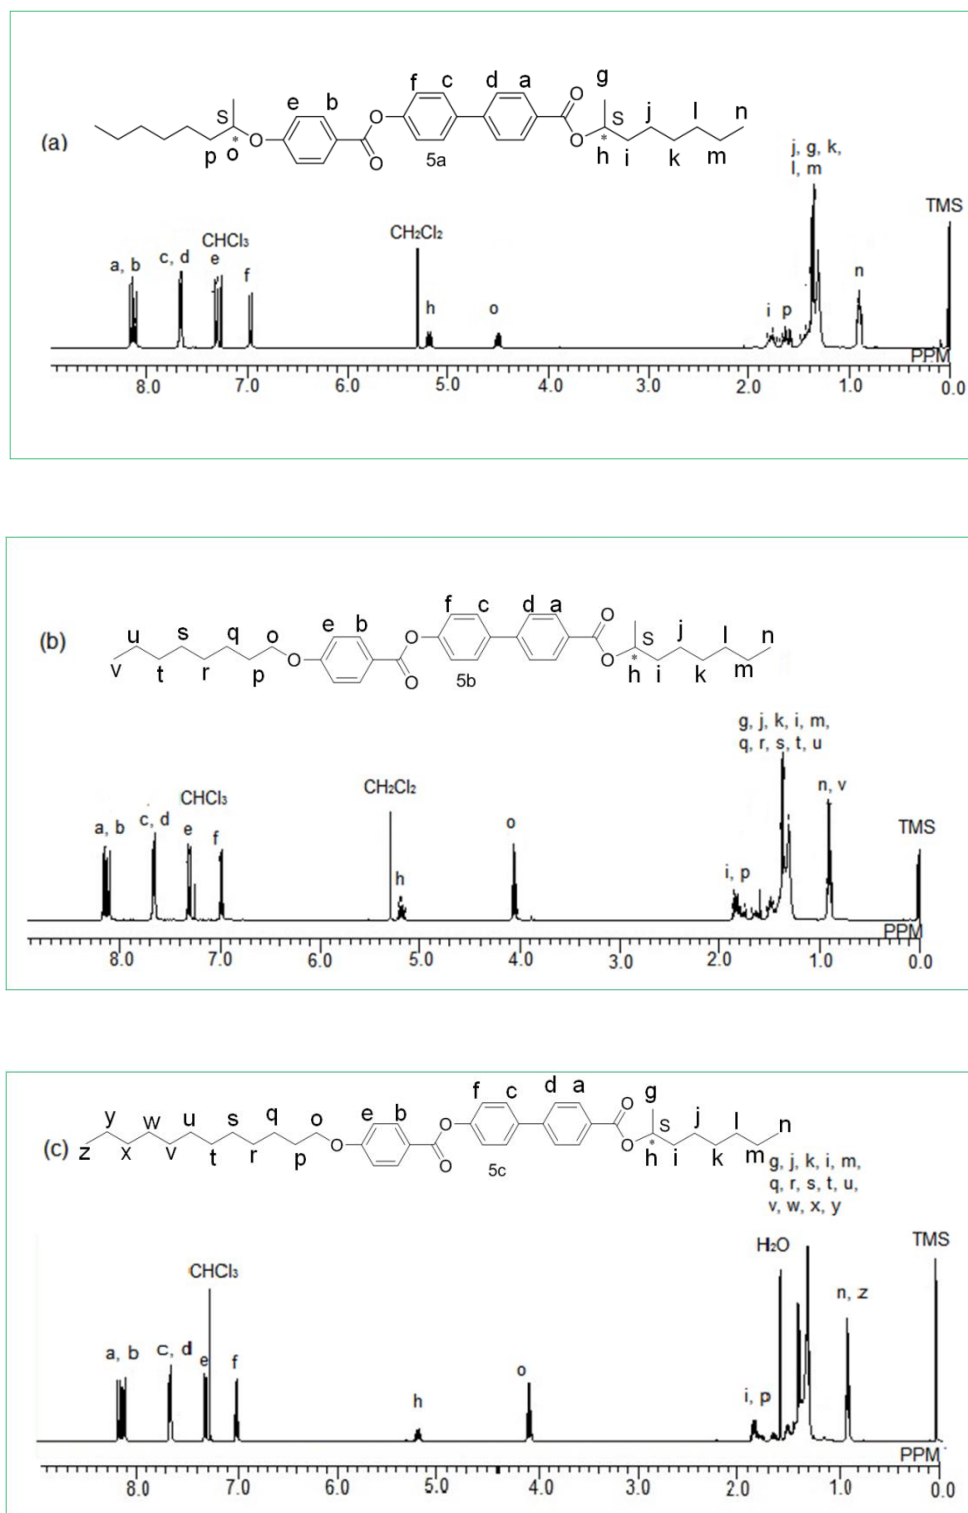 g
f c d a
e b O O
S S j l n
(a) O O
p o O 5a h i k m
*
*
j, g, k,
l, m
TMS
CH₂Cl₂
CHCl₃
a, b c, d e
f
n
h o i p
PPM
8.0 7.0 6.0 5.0 4.0 3.0 2.0 1.0 0.0
f c d a
(b) u s q o e b O O
S j l n
v t r p O O 5b O * h i k m
g, j, k, i, m,
q, r, s, t, u
CH₂Cl₂
CHCl₃
n, v
a, b c, d e f
o
TMS
h
i, p
PPM
8.0 7.0 6.0 5.0 4.0 3.0 2.0 1.0 0.0
f c d a g
y w u s q o e b O O
(c) S j l n
z x v t r p O O 5c O * h i k m
g, j, k, i, m,
q, r, s, t, u,
v, w, x, y
H₂O
TMS
CHCl₃
n, z
a, b c, d e f
o
h
i, p
PPM
8.0 7.0 6.0 5.0 4.0 3.0 2.0 1.0 0.0